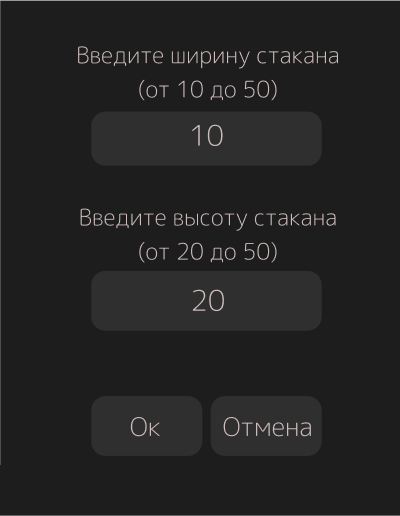 Введите ширину стакана
(от 10 до 50)
10
Введите высоту стакана
(от 20 до 50)
20
Ок
Отмена